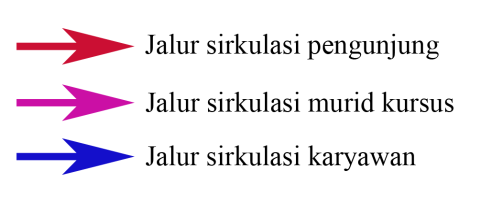 Jalur sirkulasi pengunjung
Jalur sirkulasi murid kursus
Jalur sirkulasi karyawan